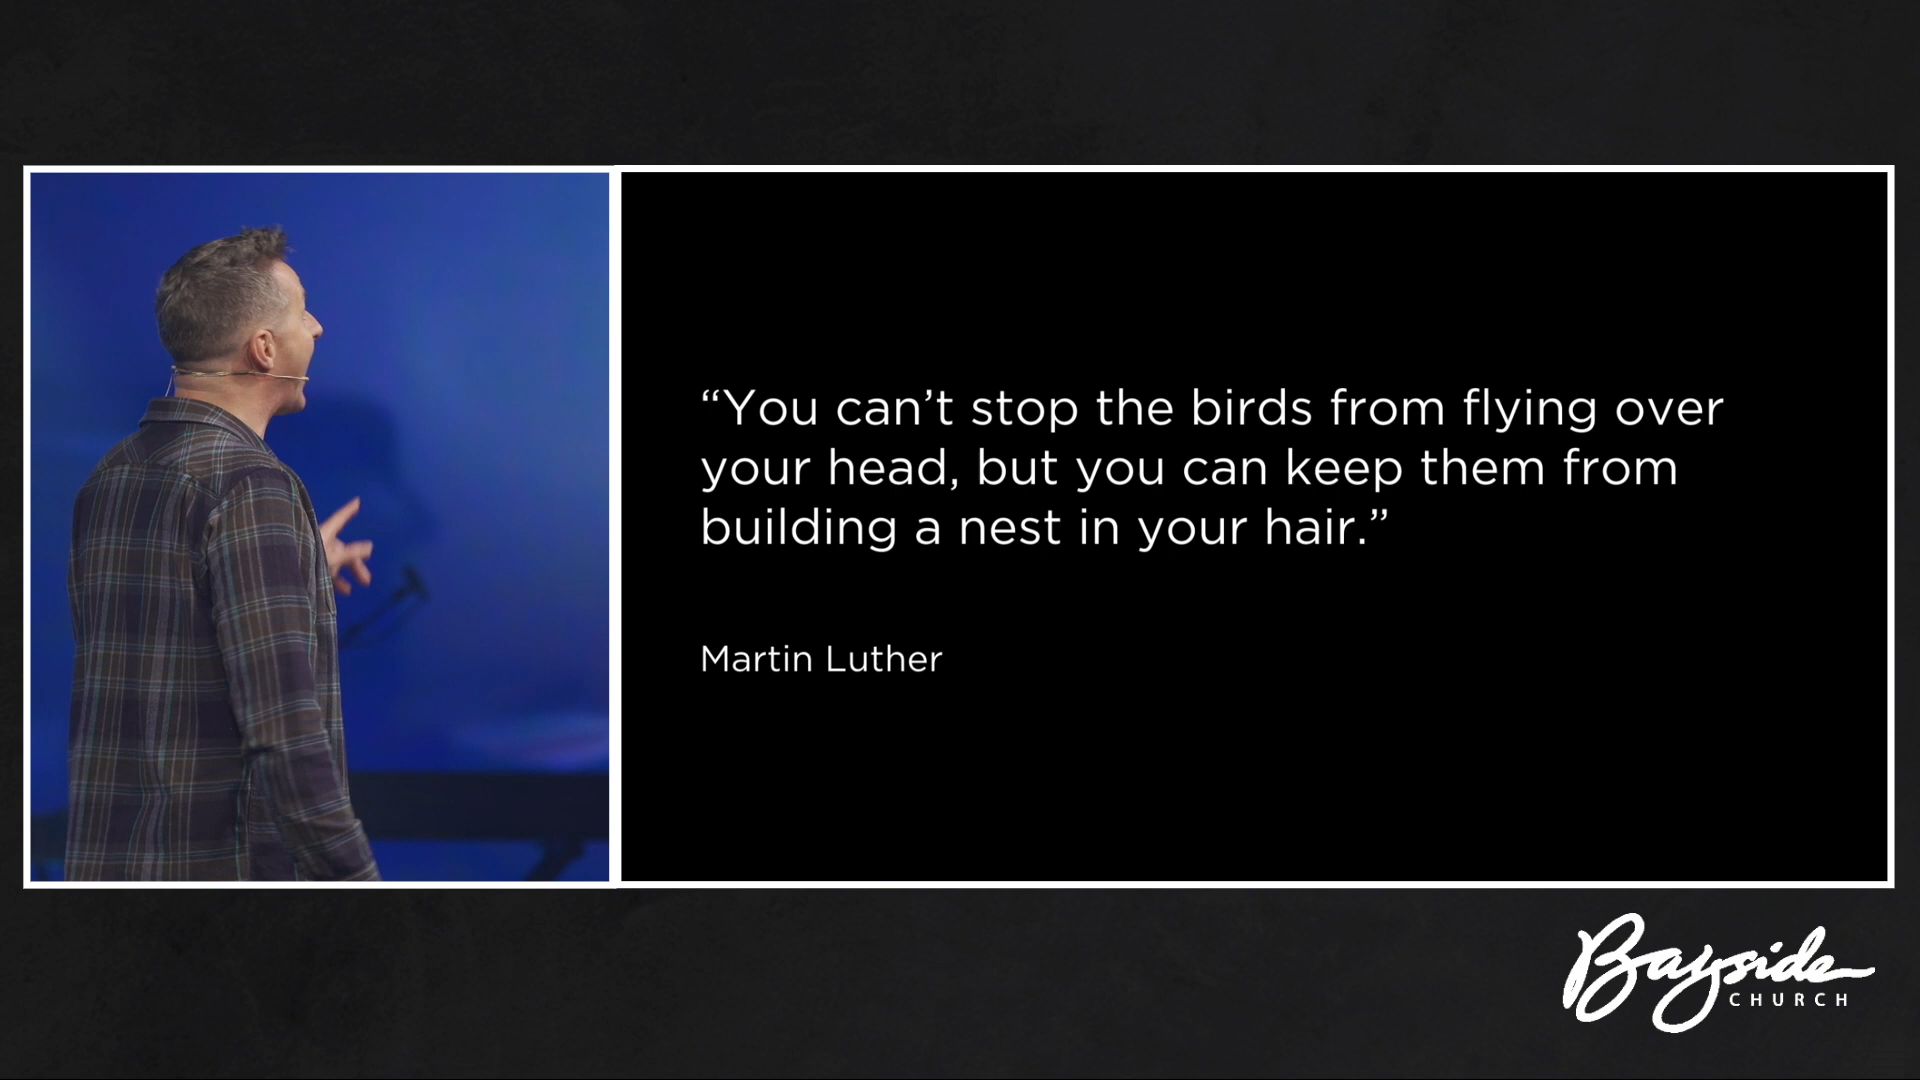 “You can’t stop the birds from flying over
your head, but you can keep them from
building a nest in your hair.”
Martin Luther
Bayside
CHURCH